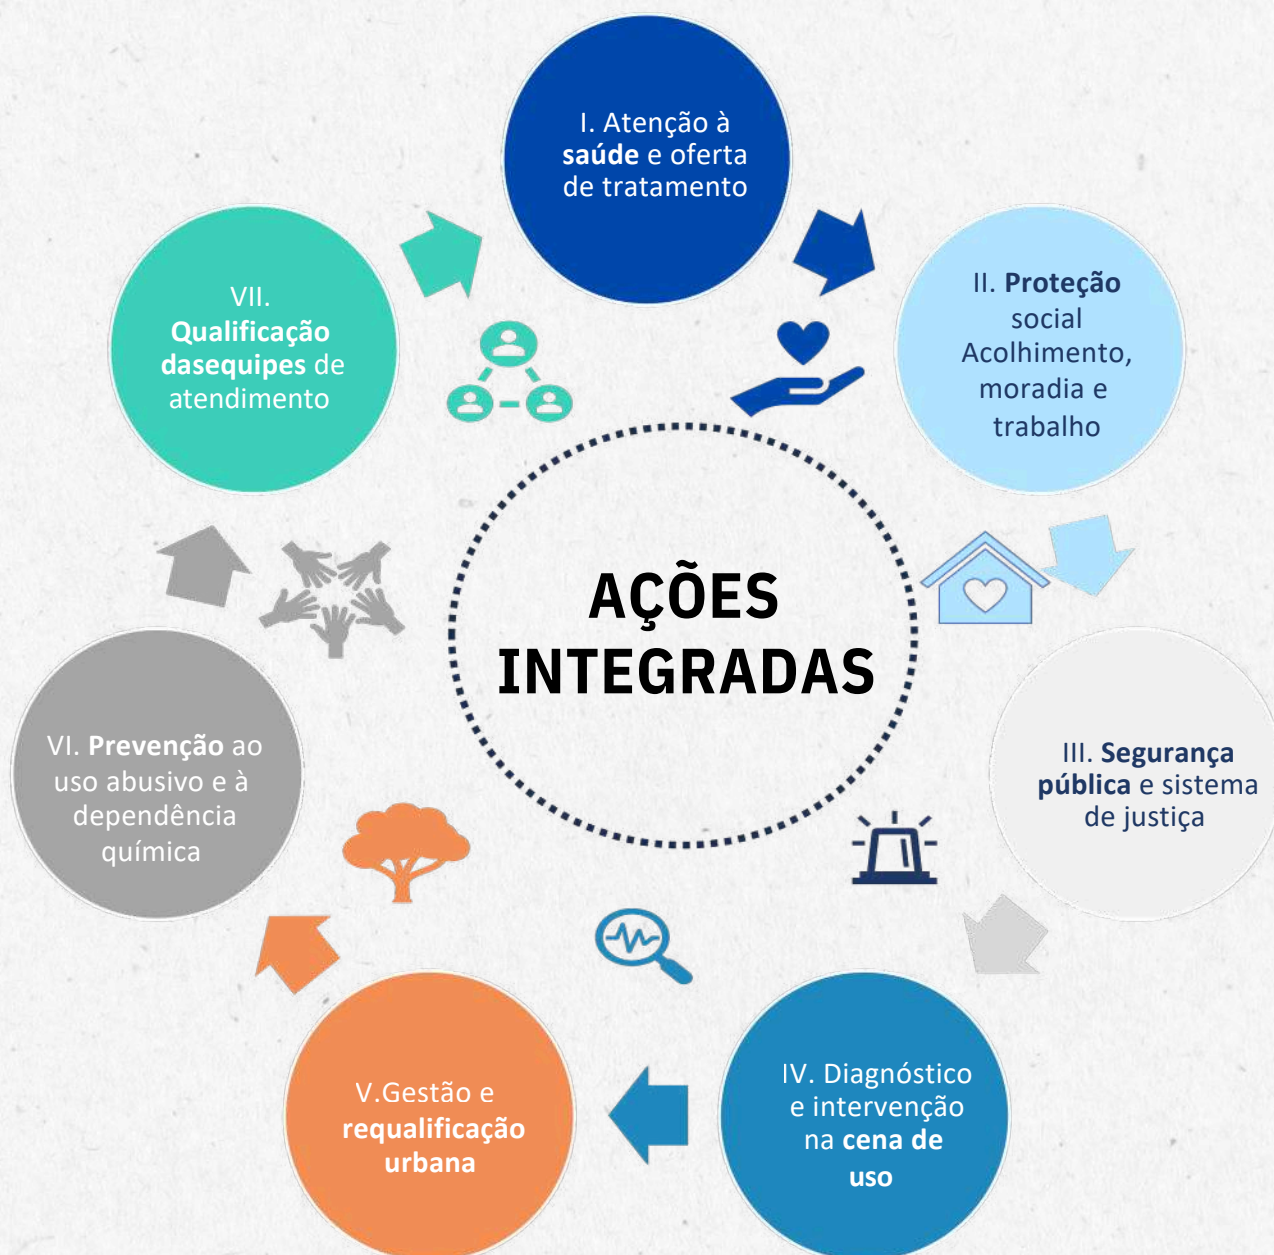 I. Atenção à
saúde e oferta
de tratamento
II. Proteção
social
Acolhimento,
moradia e
trabalho
III. Segurança
pública e sistema
de justiça
IV. Diagnóstico
e intervenção
na cena de
uso
V.Gestão e
requalificação
urbana
VI. Prevenção ao
uso abusivo e à
dependência
química
VII.
Qualificação
dasequipes de
atendimento
AÇÕES
INTEGRADAS